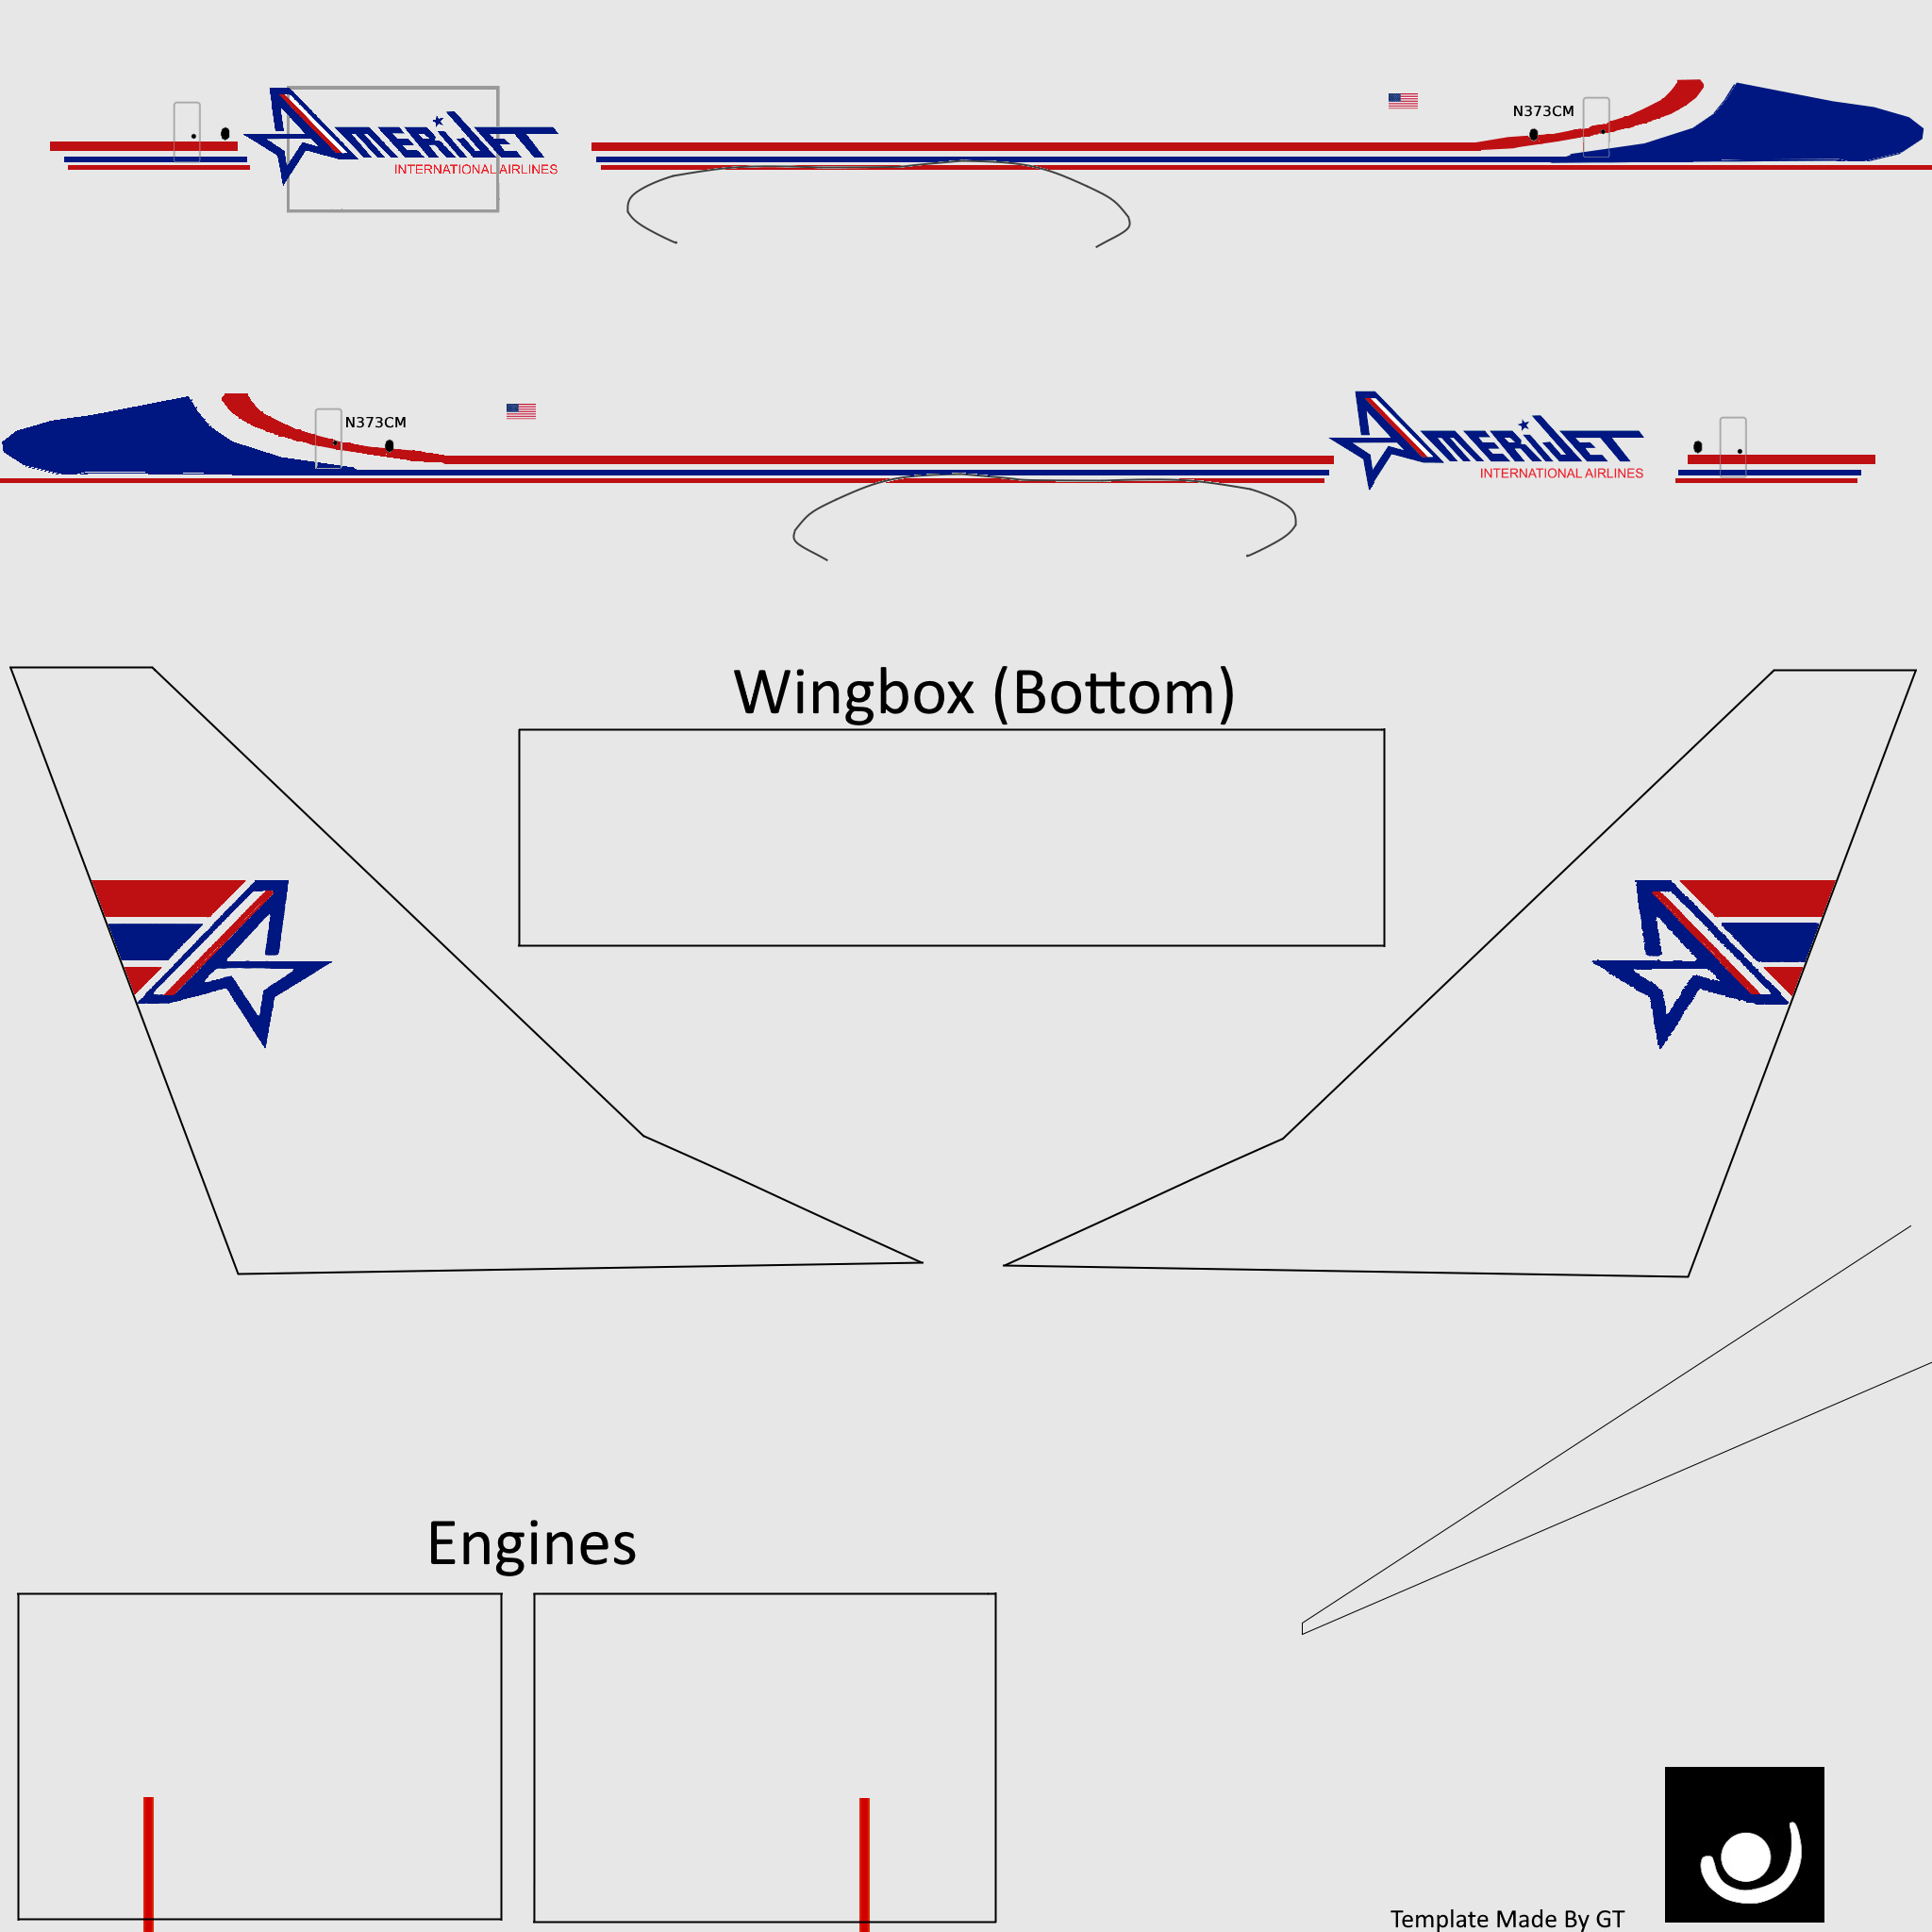 AMERIJET
INTERNATIONAL AIRLINES
N373CM
N373CM
AMERIJET
INTERNATIONAL AIRLINES
Wingbox (Bottom)
Engines
Template Made By GT